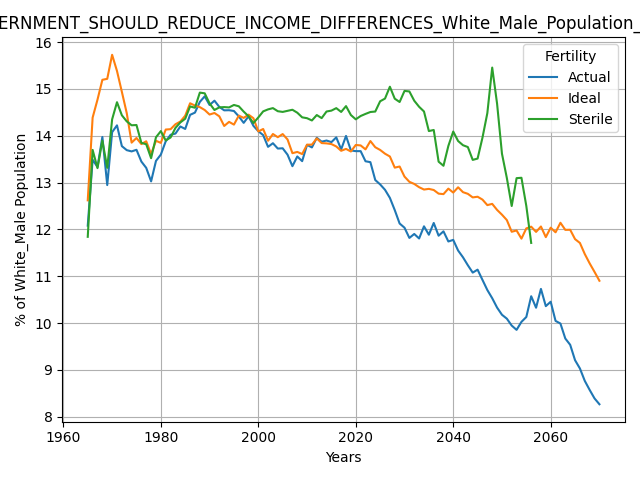 ERNMENT_SHOULD_REDUCE_INCOME_DIFFERENCES_White_Male_Population_
Fertility
Actual
Ideal
Sterile
16
15
14
13
12
11
10
9
8
% of White_Male Population
1960 1980 2000 2020 2040 2060
Years